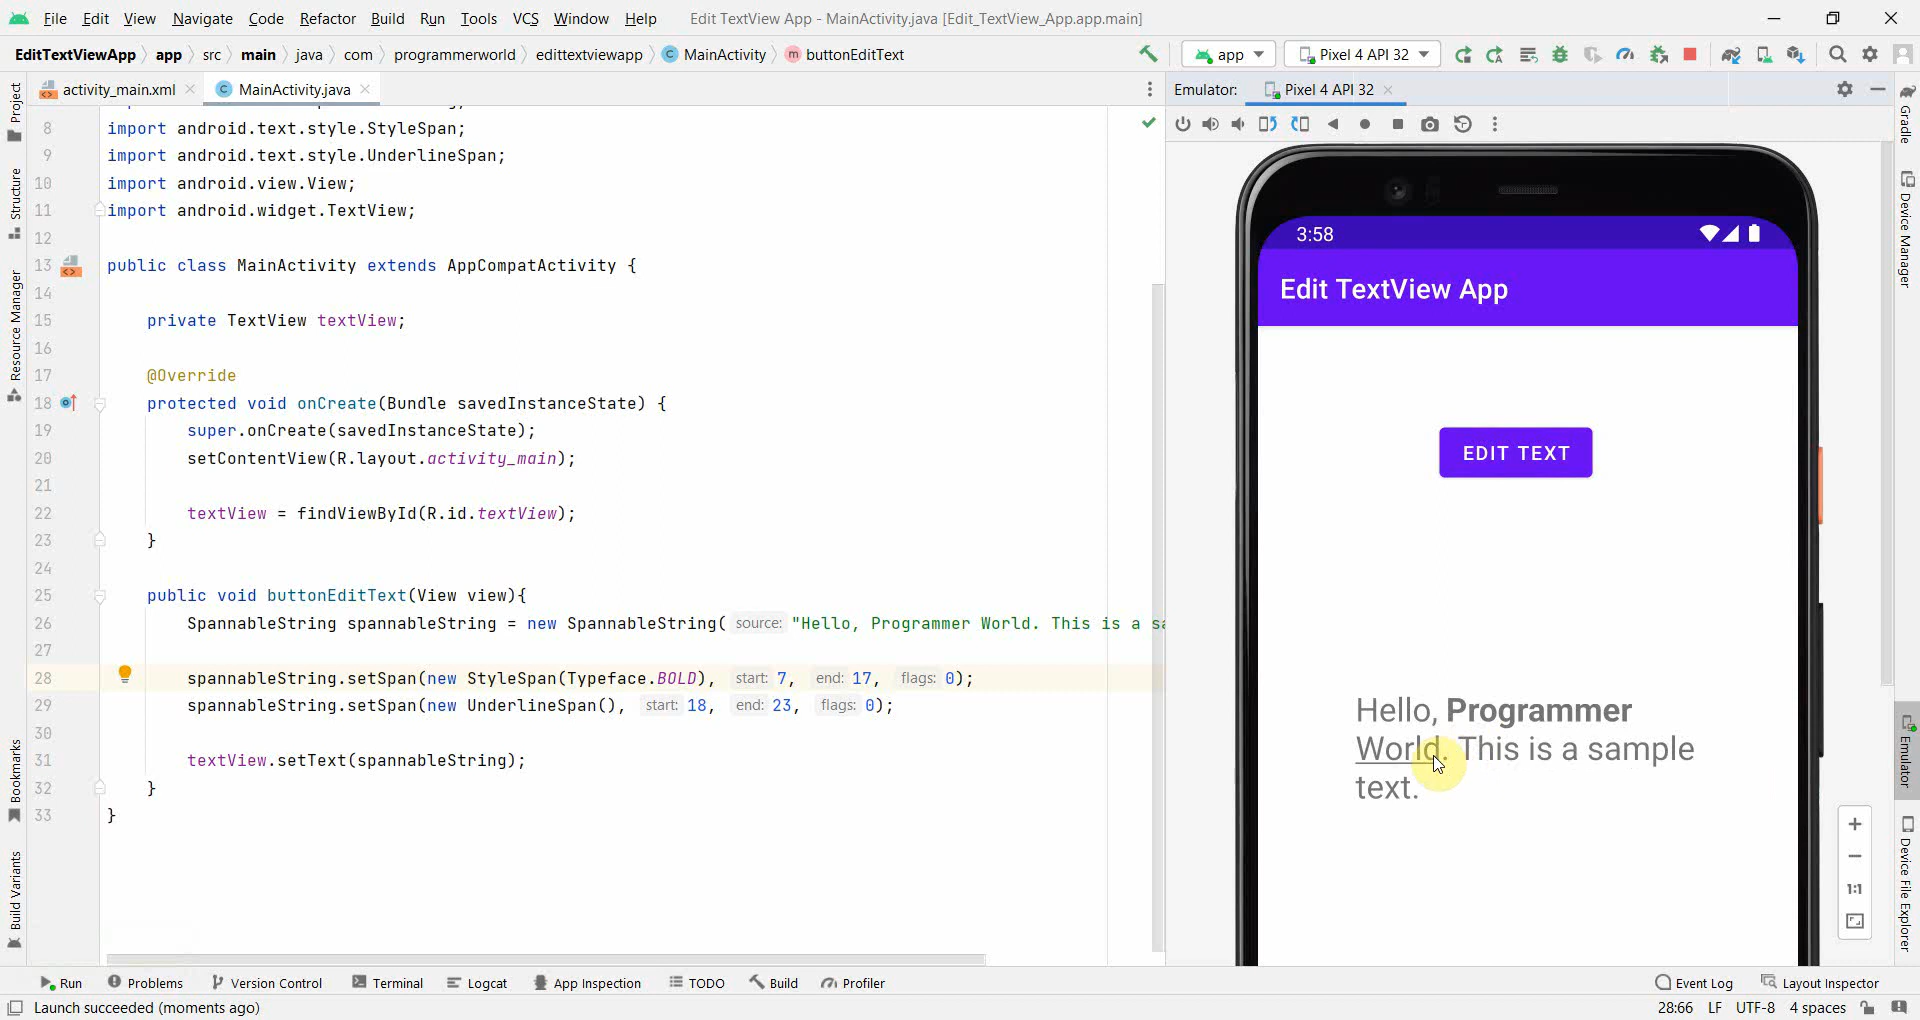 File Edit View Navigate Code Refactor Build Run Tools VCS Window Help Edit TextView App - MainActivity.java [Edit_TextView_App.app.main]
EditTextViewApp app src main java com programmerworld edittextviewapp C MainActivity m buttonEditText app Pixel 4 API 32
activity_main.xml C MainActivity.java Emulator: Pixel 4 API 32
Project
Structure
Resource Manager
Bookmarks
Build Variants
8 import android.text.style.StyleSpan;
9 import android.text.style.UnderlineSpan;
10 import android.view.View;
11 import android.widget.TextView;
12
13 public class MainActivity extends AppCompatActivity {
14
15 private TextView textView;
16
17 @Override
18 protected void onCreate(Bundle savedInstanceState) {
19 super.onCreate(savedInstanceState);
20 setContentView(R.layout.activity_main);
21
22 textView = findViewById(R.id.textView);
23 }
24
25 public void buttonEditText(View view){
26 SpannableString spannableString = new SpannableString( source: "Hello, Programmer World. This is a sa
27
28 spannableString.setSpan(new StyleSpan(Typeface.BOLD), start: 7, end: 17, flags: 0);
29 spannableString.setSpan(new UnderlineSpan(), start: 18, end: 23, flags: 0);
30
31 textView.setText(spannableString);
32 }
33 }
3:58
Edit TextView App
EDIT TEXT
Hello, Programmer
World. This is a sample
text.
1:1
Gradle
Device Manager
Emulator
Device File Explorer
Run Problems Version Control Terminal Logcat App Inspection TODO Build Profiler Event Log Layout Inspector
Launch succeeded (moments ago) 28:66 LF UTF-8 4 spaces